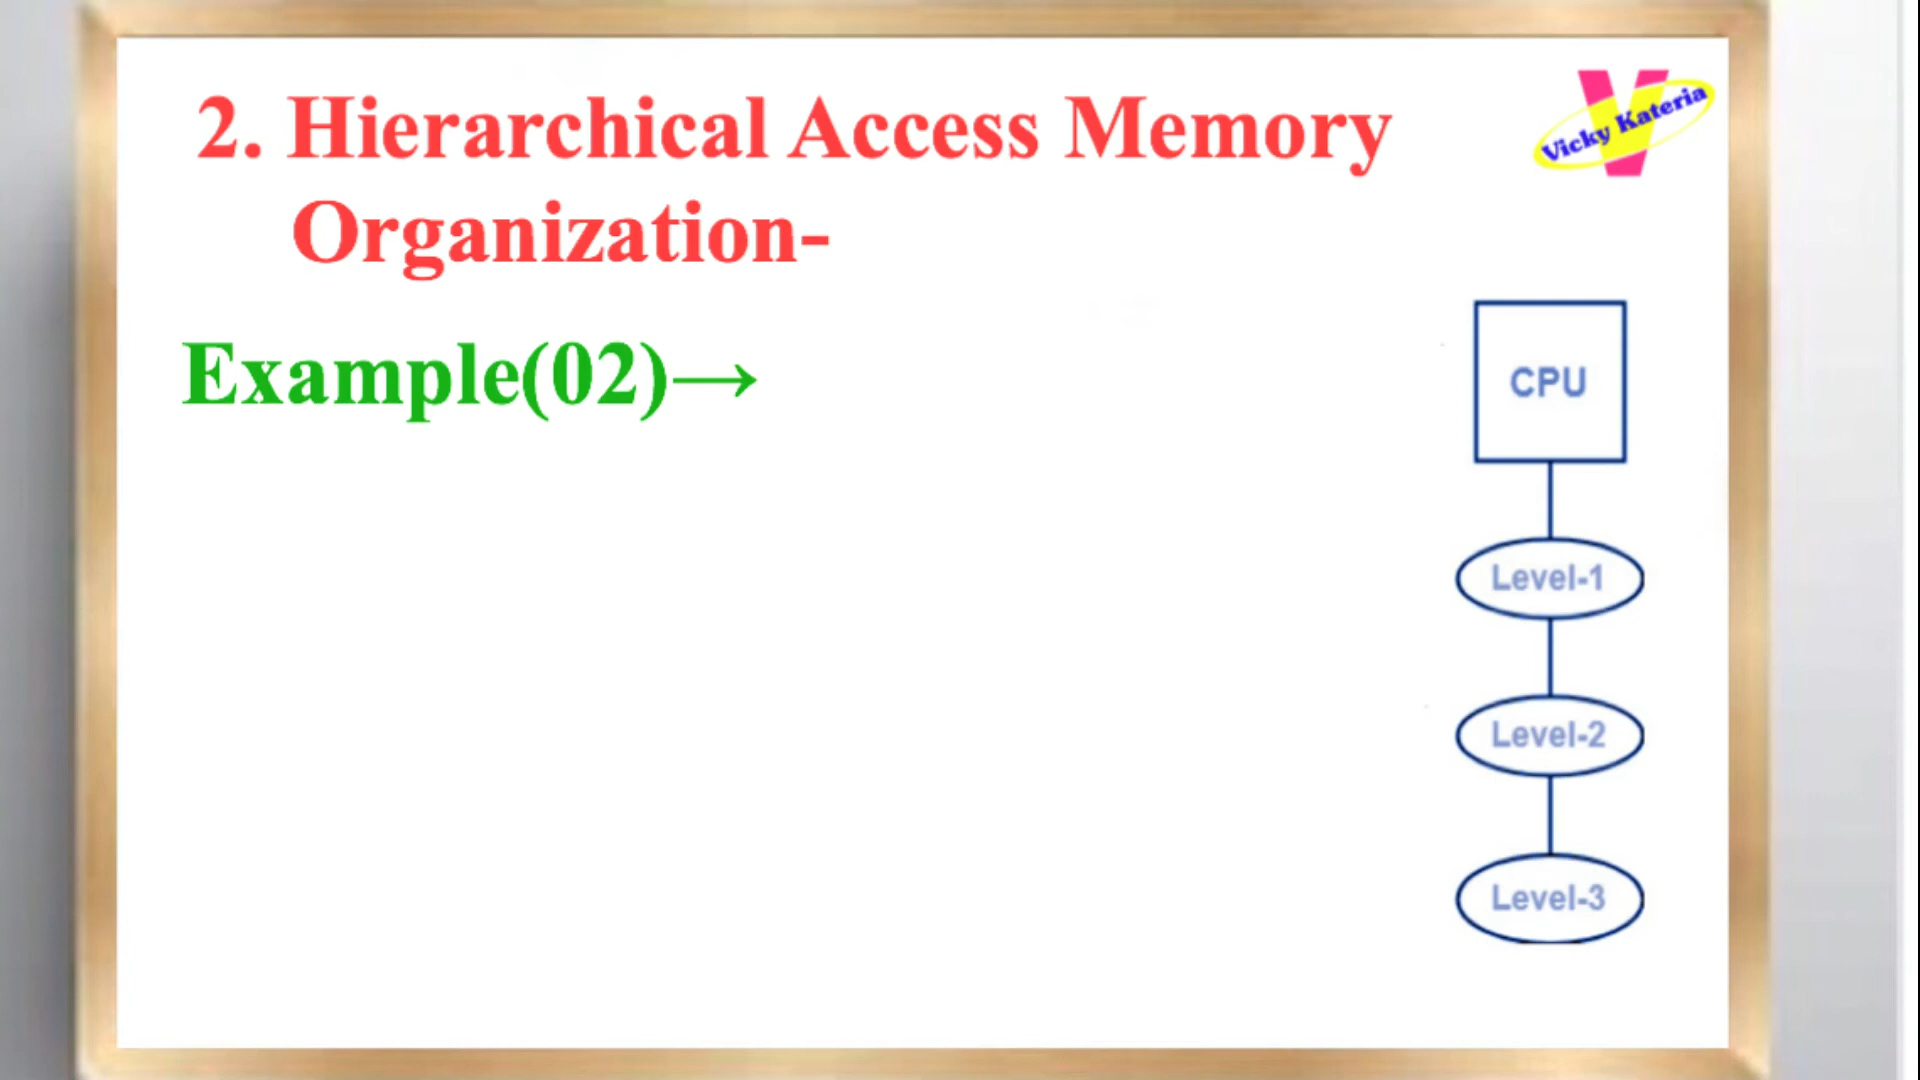 2. Hierarchical Access Memory
Organization-
Vicky Kateria
Example(02)→
CPU
Level-1
Level-2
Level-3